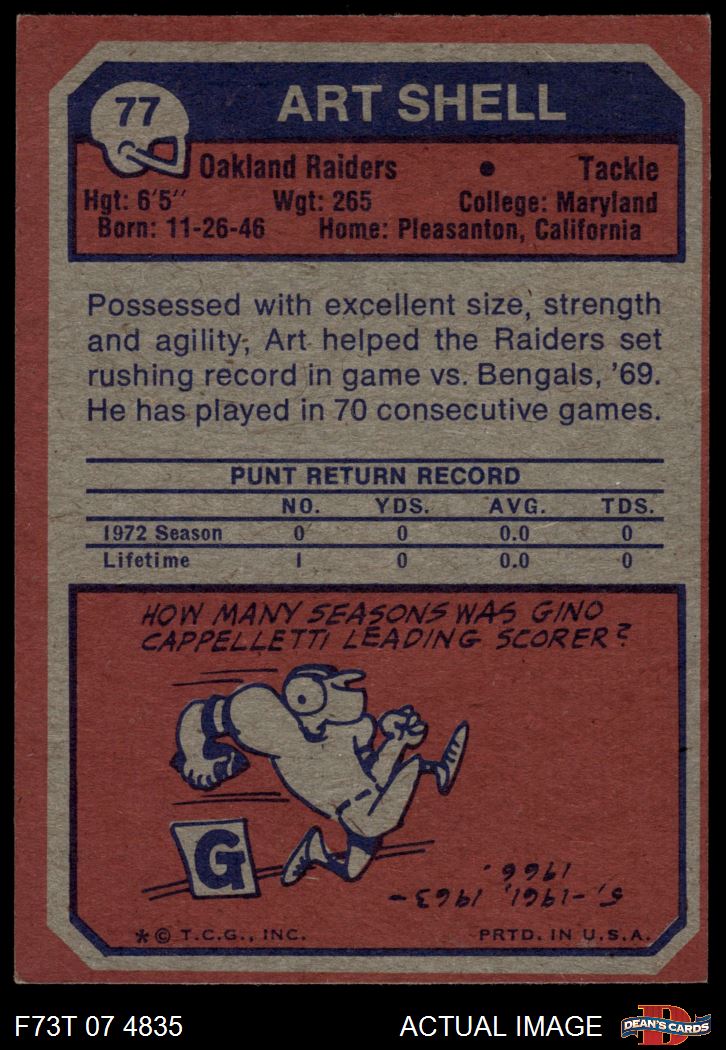 77
ART SHELL
Oakland Raiders • Tackle
Hgt: 6'5" Wgt: 265 College: Maryland
Born: 11-26-46 Home: Pleasanton, California
Possessed with excellent size, strength
and agility, Art helped the Raiders set
rushing record in game vs. Bengals, '69.
He has played in 70 consecutive games.
PUNT RETURN RECORD
NO. YDS. AVG. TDS.
1972 Season 0 0 0.0 0
Lifetime 1 0 0.0 0
HOW MANY SEASONS WAS GINO
CAPPELLETTI LEADING SCORER?
G
5, -1961, 1963-
1966.
*© T.C.G., INC. PRTD. IN U.S.A.
F73T 07 4835 ACTUAL IMAGE
D
DEAN'S CARDS